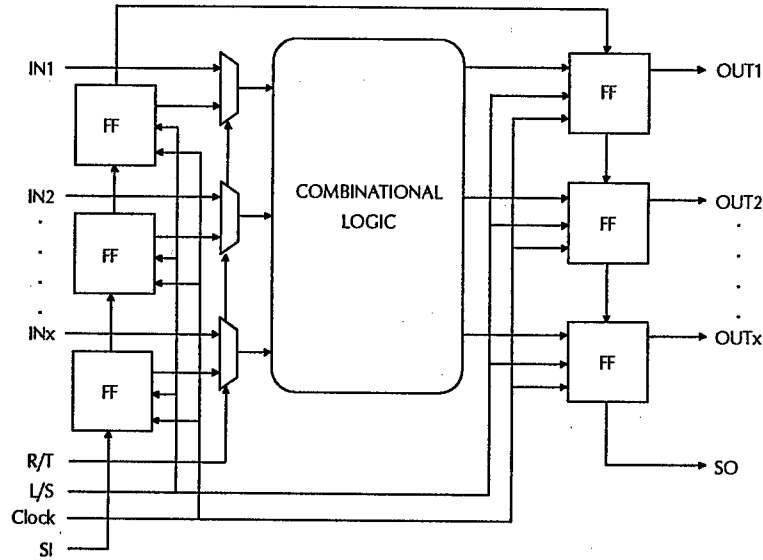 IN1
FF
IN2
FF
INx
FF
R/T
L/S
Clock
SI
COMBINATIONAL
LOGIC
FF
OUT1
FF
OUT2
FF
OUTx
SO